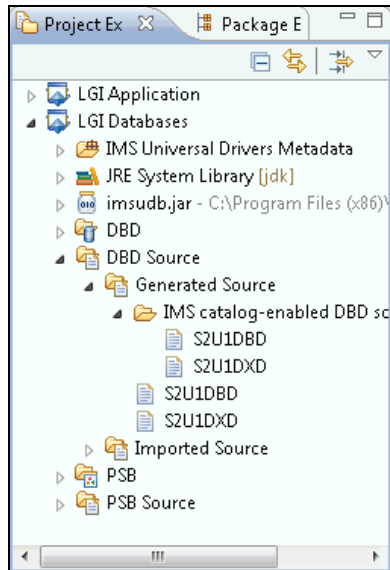 Project Ex Package E
LGI Application
LGI Databases
IMS Universal Drivers Metadata
JRE System Library [jdk]
010 imsudb.jar - C:\Program Files (x86)\
DBD
DBD Source
Generated Source
IMS catalog-enabled DBD sc
S2U1DBD
S2U1DXD
S2U1DBD
S2U1DXD
Imported Source
PSB
PSB Source